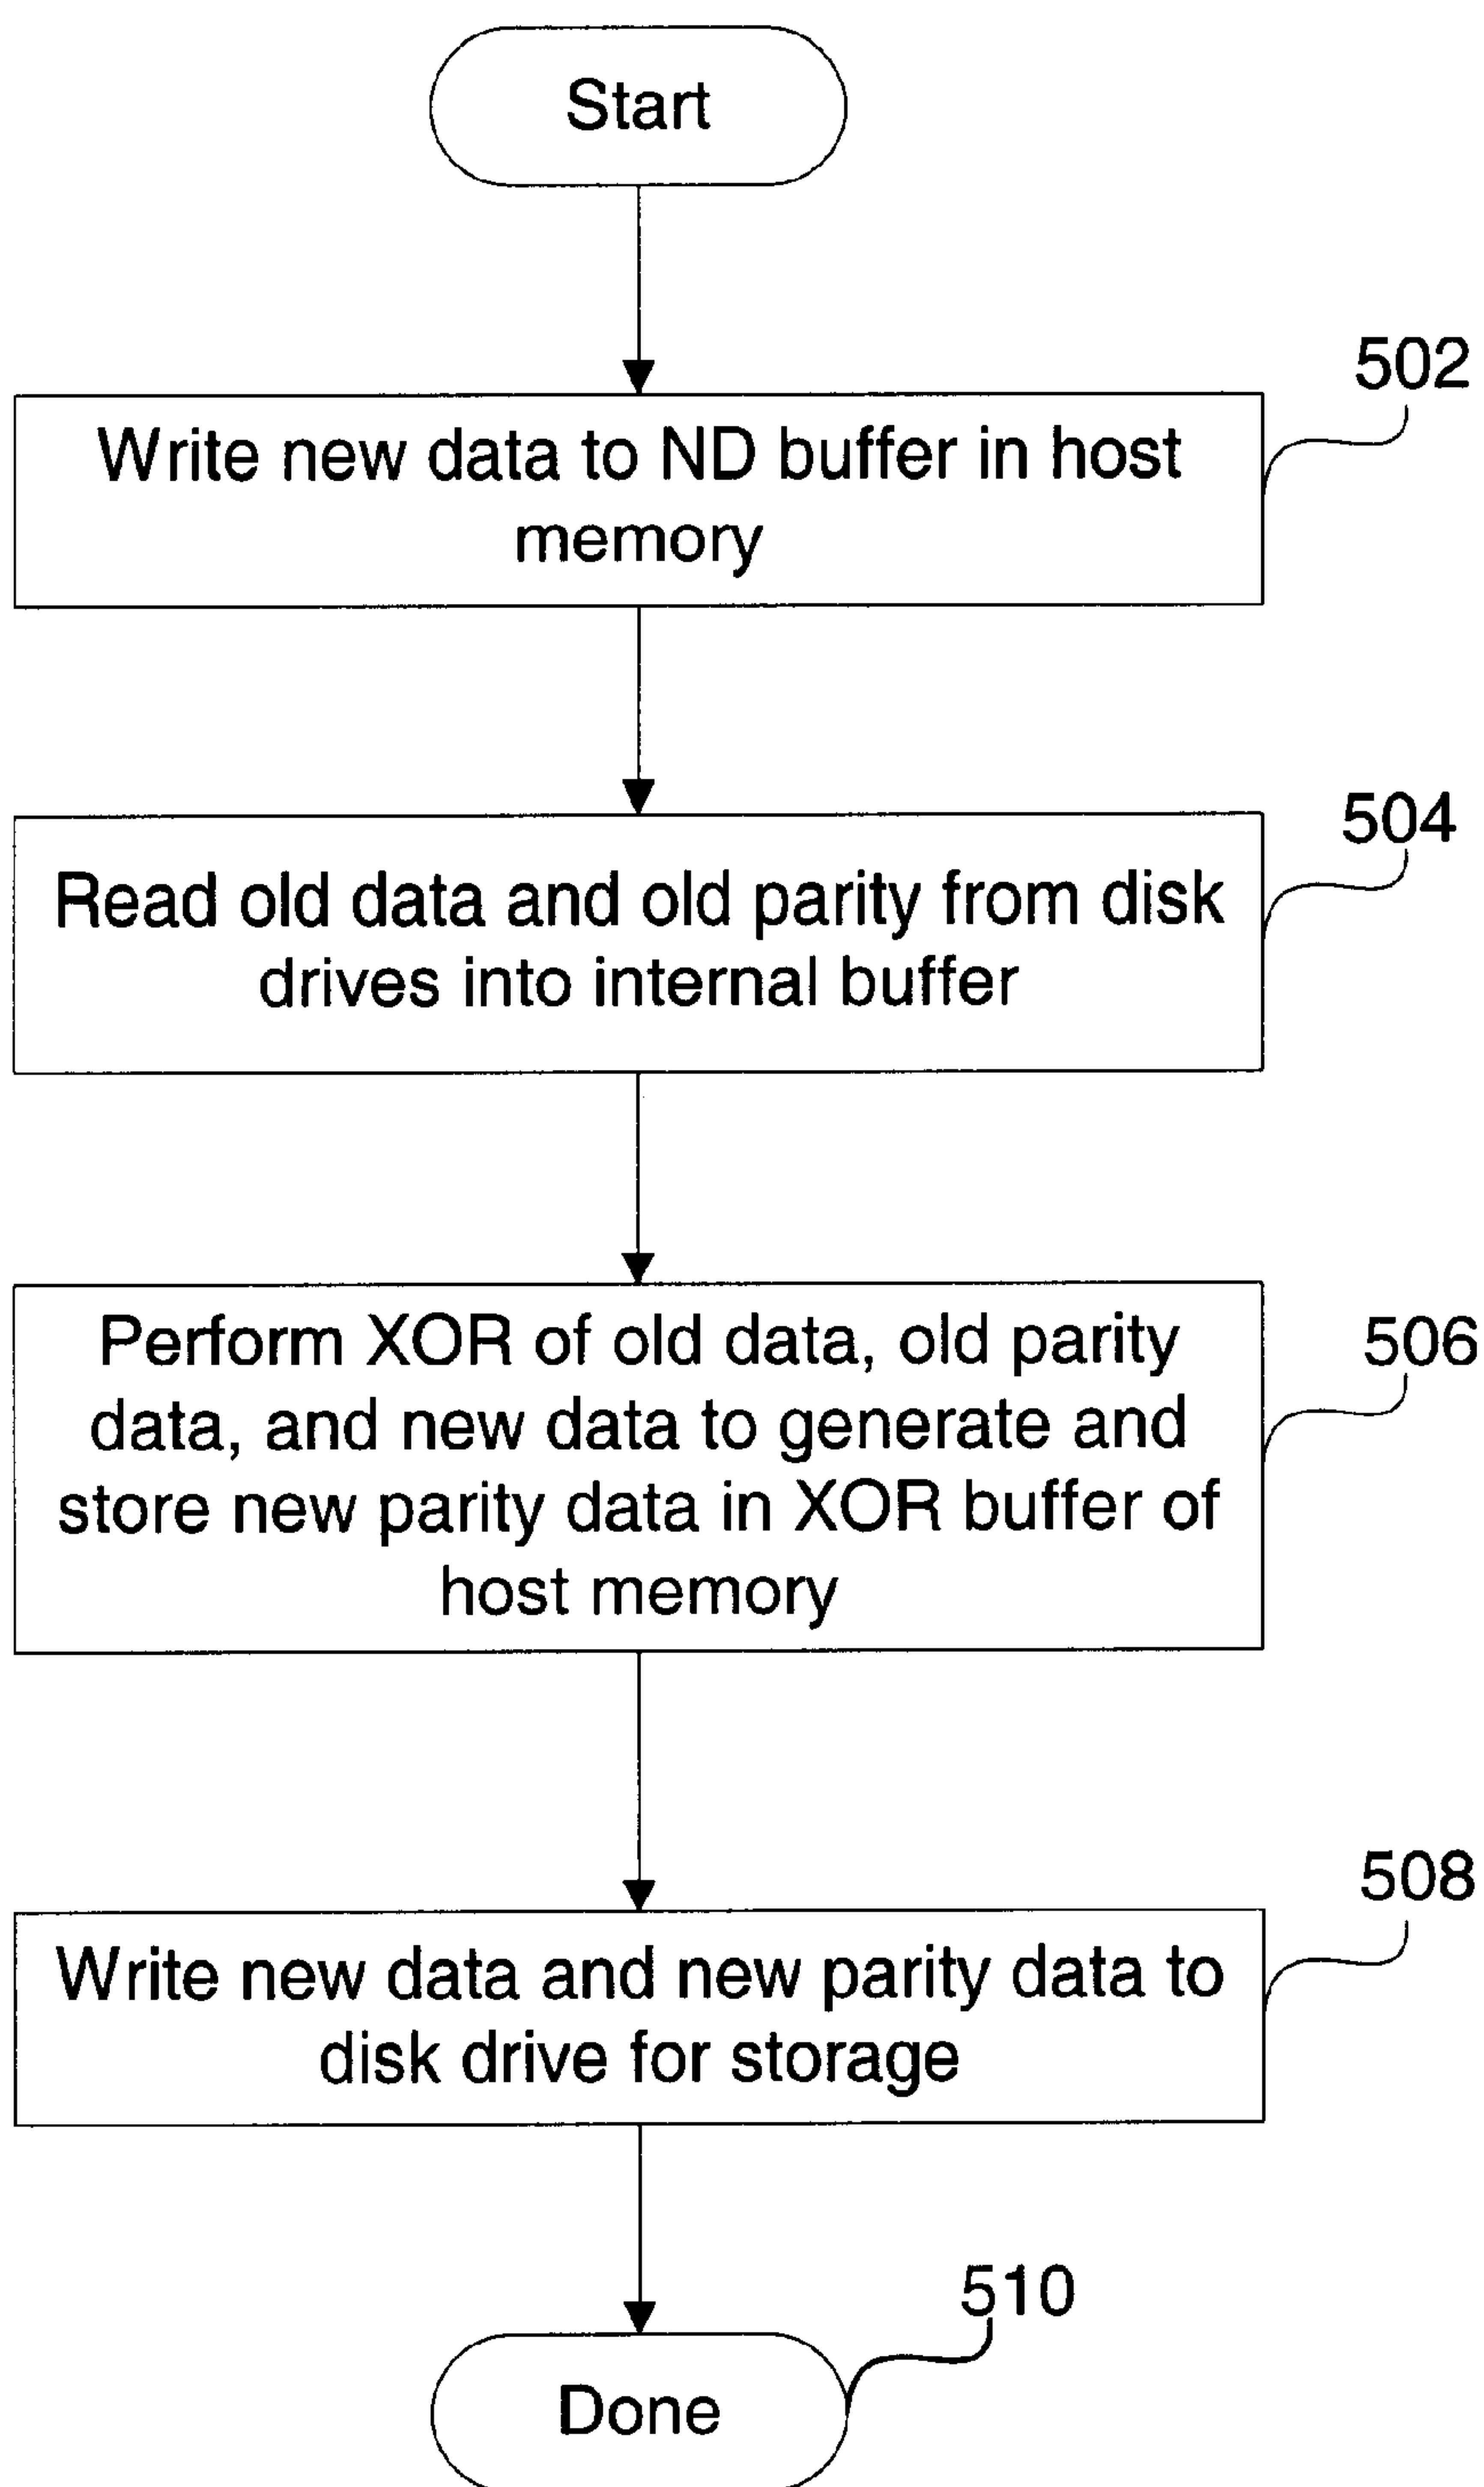 Start
502
Write new data to ND buffer in host
memory
504
Read old data and old parity from disk
drives into internal buffer
506
Perform XOR of old data, old parity
data, and new data to generate and
store new parity data in XOR buffer of
host memory
508
Write new data and new parity data to
disk drive for storage
510
Done